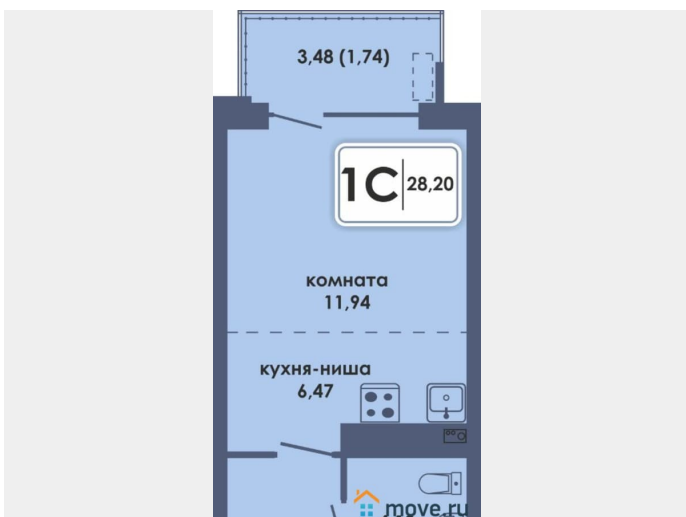 3,48 (1,74)
1С 28,20
комната
11,94
кухня-ниша
6,47
move.ru